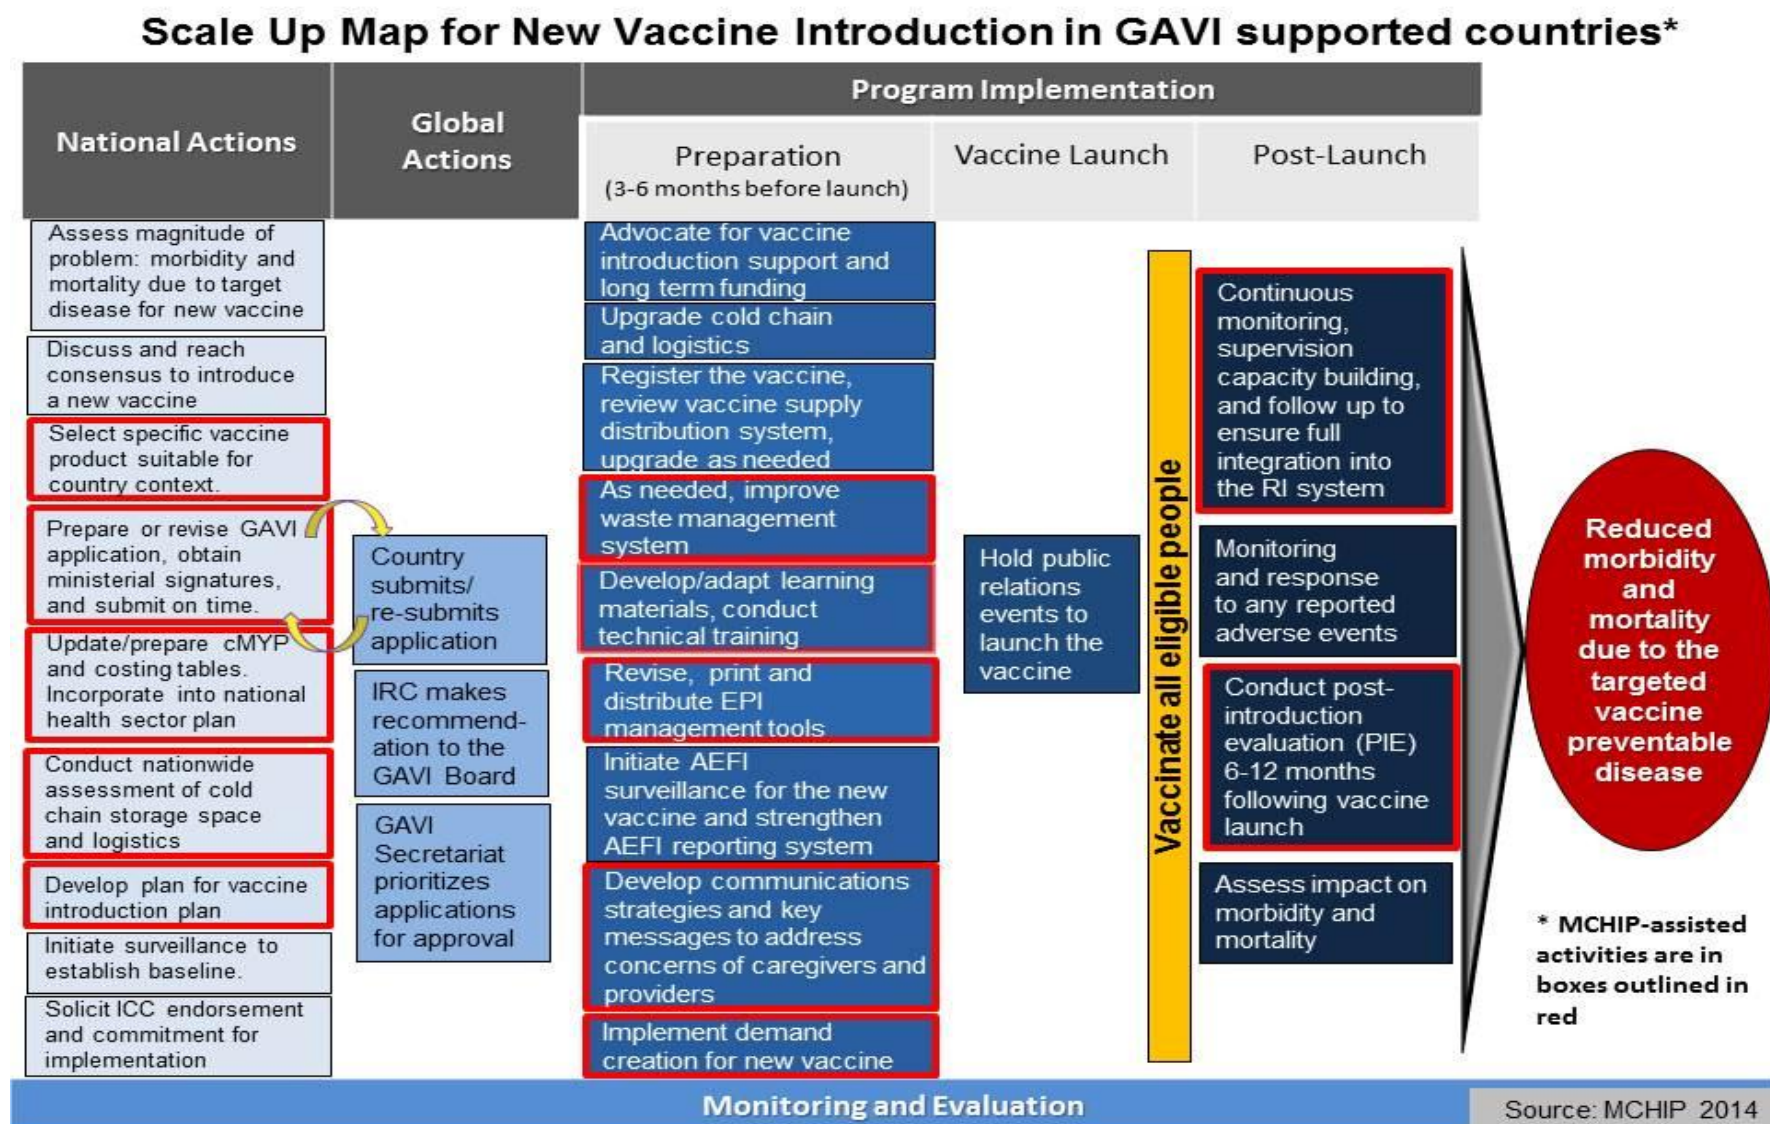 Scale Up Map for New Vaccine Introduction in GAVI supported countries*
National Actions
Global
Actions
Program Implementation
Preparation
(3-6 months before launch)
Vaccine Launch
Post-Launch
Assess magnitude of
problem: morbidity and
mortality due to target
disease for new vaccine
Discuss and reach
consensus to introduce
a new vaccine
Select specific vaccine
product suitable for
country context.
Prepare or revise GAVI
application, obtain
ministerial signatures,
and submit on time.
Update/prepare cMYP
and costing tables.
Incorporate into national
health sector plan
Conduct nationwide
assessment of cold
chain storage space
and logistics
Develop plan for vaccine
introduction plan
Initiate surveillance to
establish baseline.
Solicit ICC endorsement
and commitment for
implementation
Country
submits/
re-submits
application
IRC makes
recommend-
ation to the
GAVI Board
GAVI
Secretariat
prioritizes
applications
for approval
Advocate for vaccine
introduction support and
long term funding
Upgrade cold chain
and logistics
Register the vaccine,
review vaccine supply
distribution system,
upgrade as needed
As needed, improve
waste management
system
Develop/adapt learning
materials, conduct
technical training
Revise, print and
distribute EPI
management tools
Initiate AEFI
surveillance for the new
vaccine and strengthen
AEFI reporting system
Develop communications
strategies and key
messages to address
concerns of caregivers and
providers
Implement demand
creation for new vaccine
Hold public
relations
events to
launch the
vaccine
Vaccinate all eligible people
Continuous
monitoring,
supervision
capacity building,
and follow up to
ensure full
integration into
the RI system
Monitoring
and response
to any reported
adverse events
Conduct post-
introduction
evaluation (PIE)
6-12 months
following vaccine
launch
Assess impact on
morbidity and
mortality
Reduced
morbidity
and
mortality
due to the
targeted
vaccine
preventable
disease
* MCHIP-assisted
activities are in
boxes outlined in
red
Monitoring and Evaluation
Source: MCHIP 2014